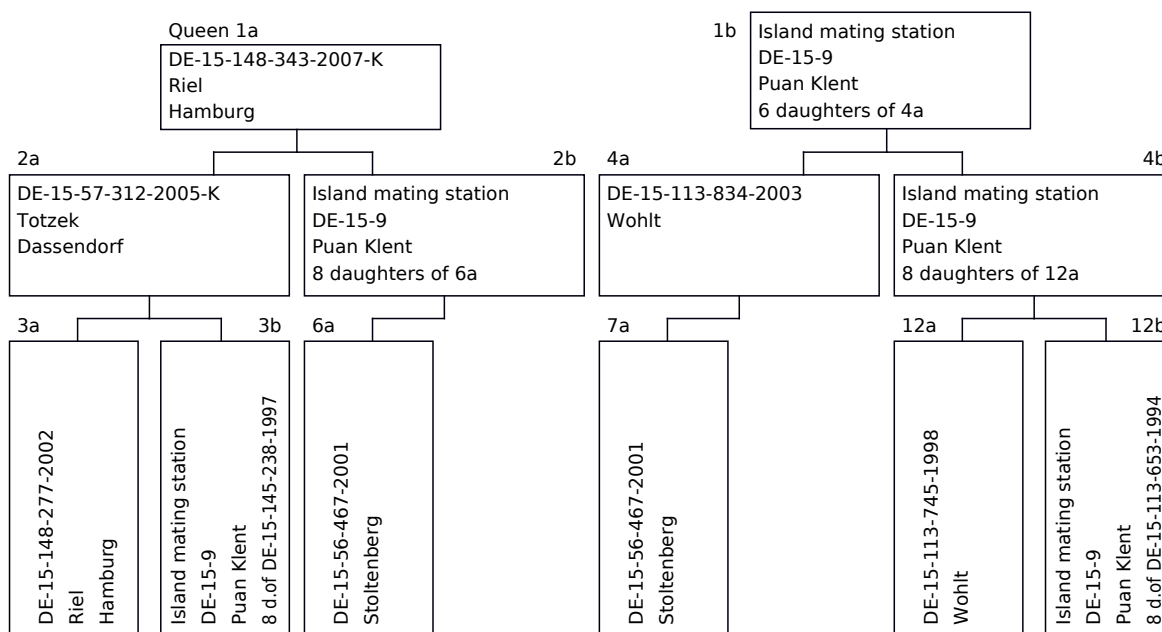 Queen 1a
DE-15-148-343-2007-K
Riel
Hamburg
1b
Island mating station
DE-15-9
Puan Klent
6 daughters of 4a
2a
DE-15-57-312-2005-K
Totzek
Dassendorf
2b
Island mating station
DE-15-9
Puan Klent
8 daughters of 6a
4a
DE-15-113-834-2003
Wohlt
4b
Island mating station
DE-15-9
Puan Klent
8 daughters of 12a
3a
DE-15-148-277-2002
Riel
Hamburg
3b
Island mating station
DE-15-9
Puan Klent
8 d.of DE-15-145-238-1997
6a
DE-15-56-467-2001
Stoltenberg
7a
DE-15-56-467-2001
Stoltenberg
12a
DE-15-113-745-1998
Wohlt
12b
Island mating station
DE-15-9
Puan Klent
8 d.of DE-15-113-653-1994